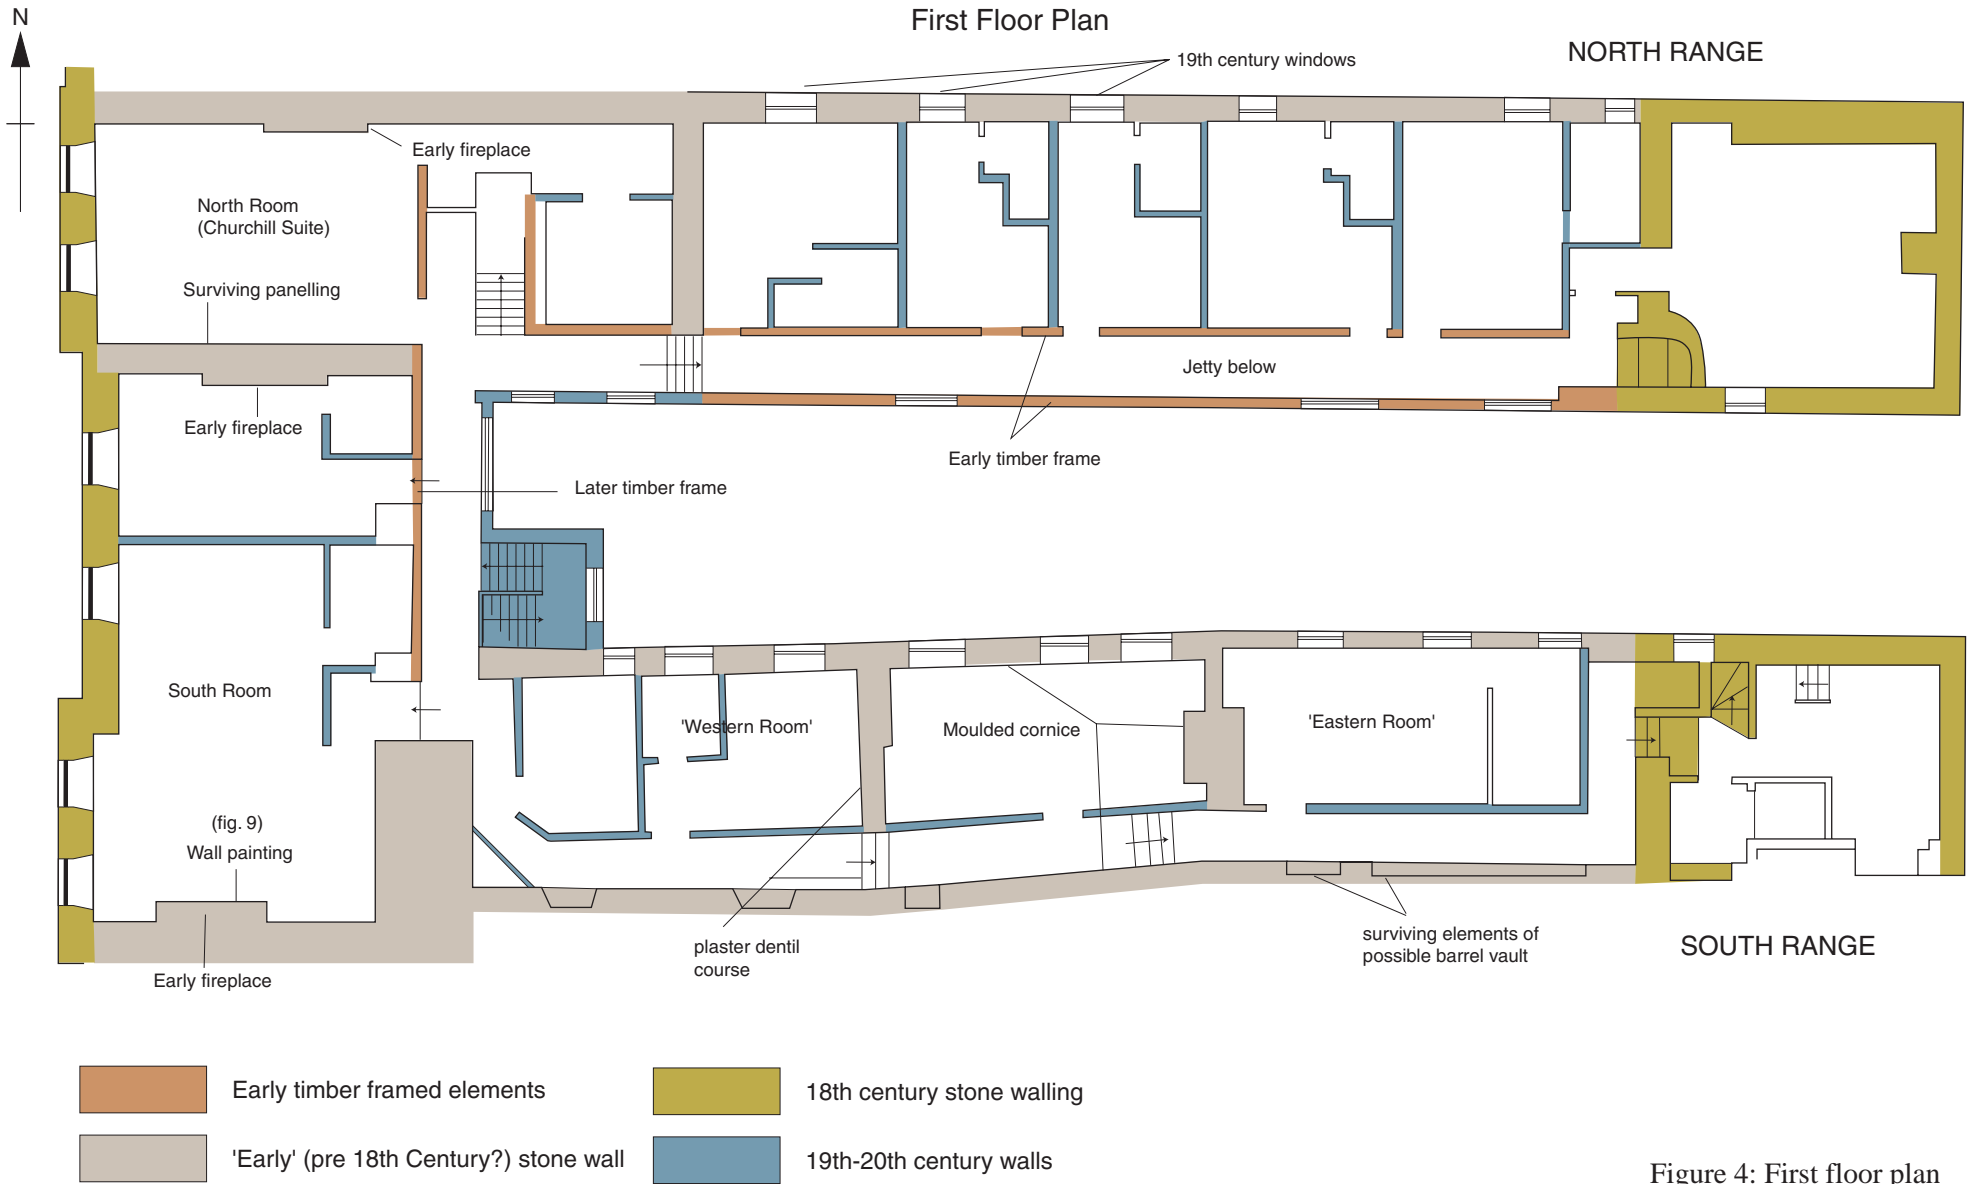 First Floor Plan
N
NORTH RANGE
19th century windows
Early fireplace
North Room
(Churchill Suite)
Surviving panelling
Jetty below
Early fireplace
Early timber frame
Later timber frame
South Room
'Western Room'
Moulded cornice
'Eastern Room'
(fig. 9)
Wall painting
plaster dentil
course
surviving elements of
possible barrel vault
SOUTH RANGE
Early fireplace
Early timber framed elements
18th century stone walling
'Early' (pre 18th Century?) stone wall
19th-20th century walls
Figure 4: First floor plan